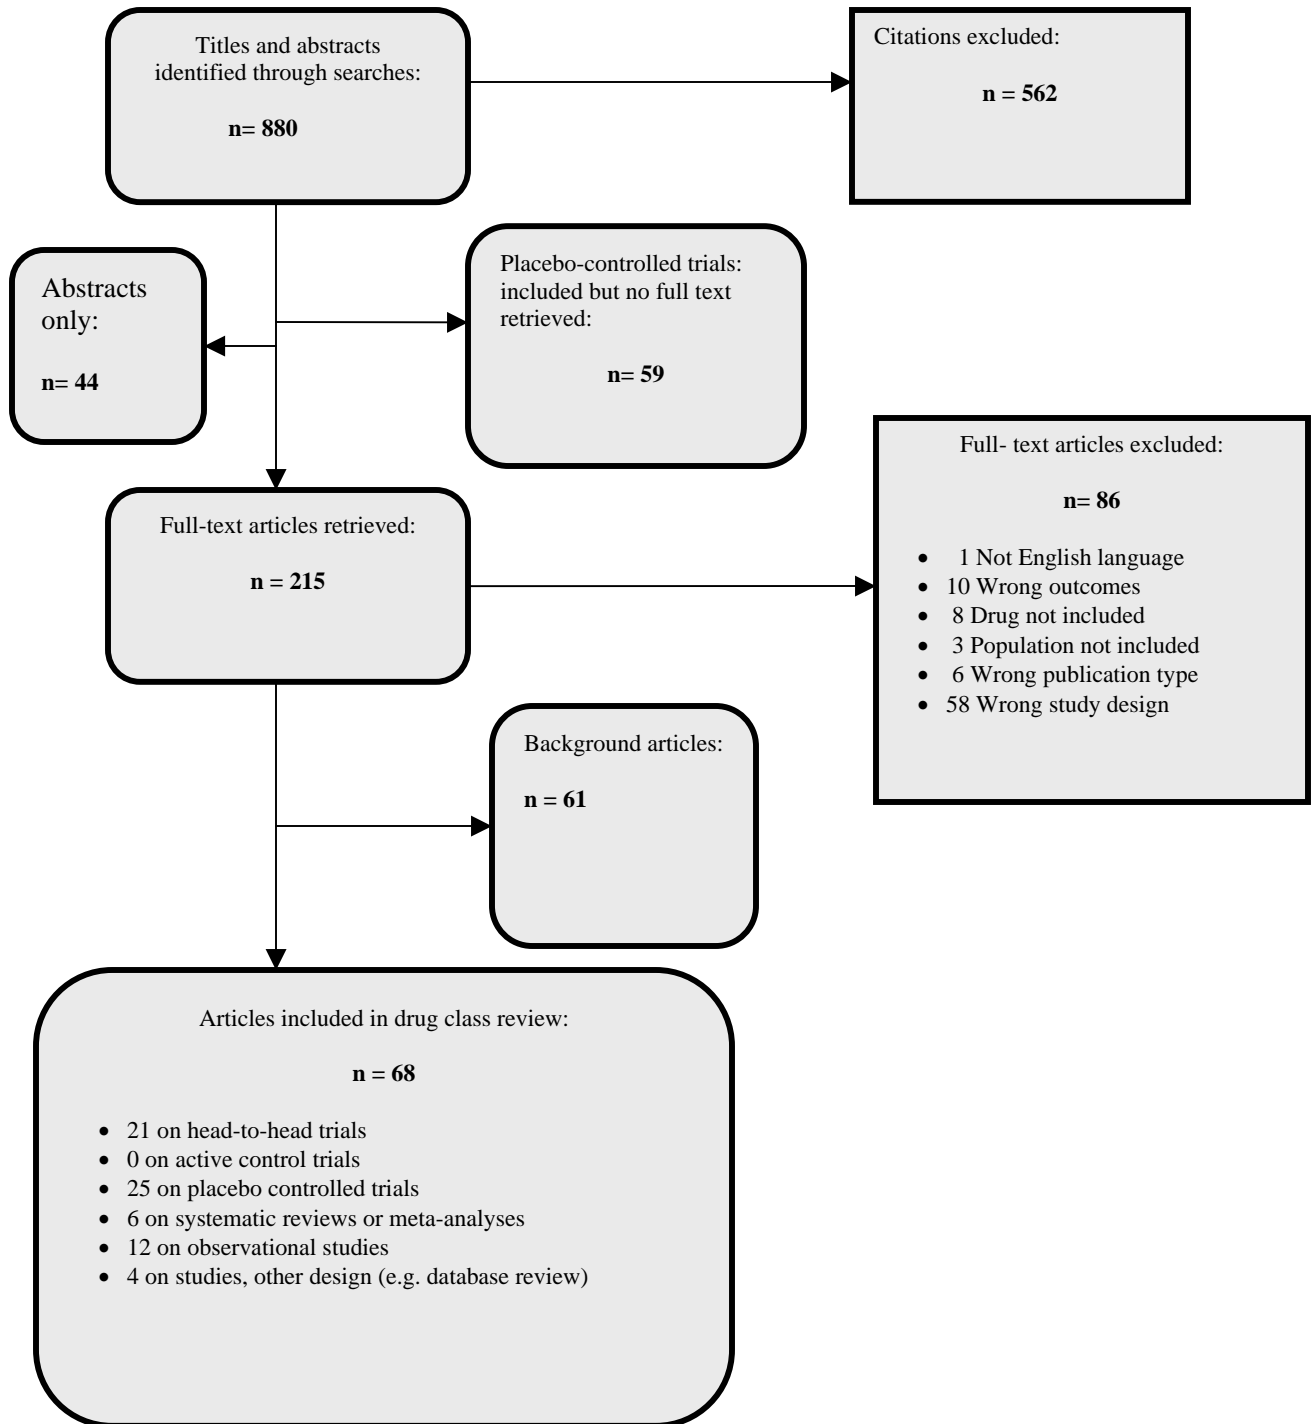 Titles and abstracts
identified through searches:
n= 880
Citations excluded:
n = 562
Abstracts
only:
n= 44
Placebo-controlled trials:
included but no full text
retrieved:
n= 59
Full-text articles retrieved:
n = 215
Full- text articles excluded:
n= 86
• 1 Not English language
• 10 Wrong outcomes
• 8 Drug not included
• 3 Population not included
• 6 Wrong publication type
• 58 Wrong study design
Background articles:
n = 61
Articles included in drug class review:
n = 68
• 21 on head-to-head trials
• 0 on active control trials
• 25 on placebo controlled trials
• 6 on systematic reviews or meta-analyses
• 12 on observational studies
• 4 on studies, other design (e.g. database review)